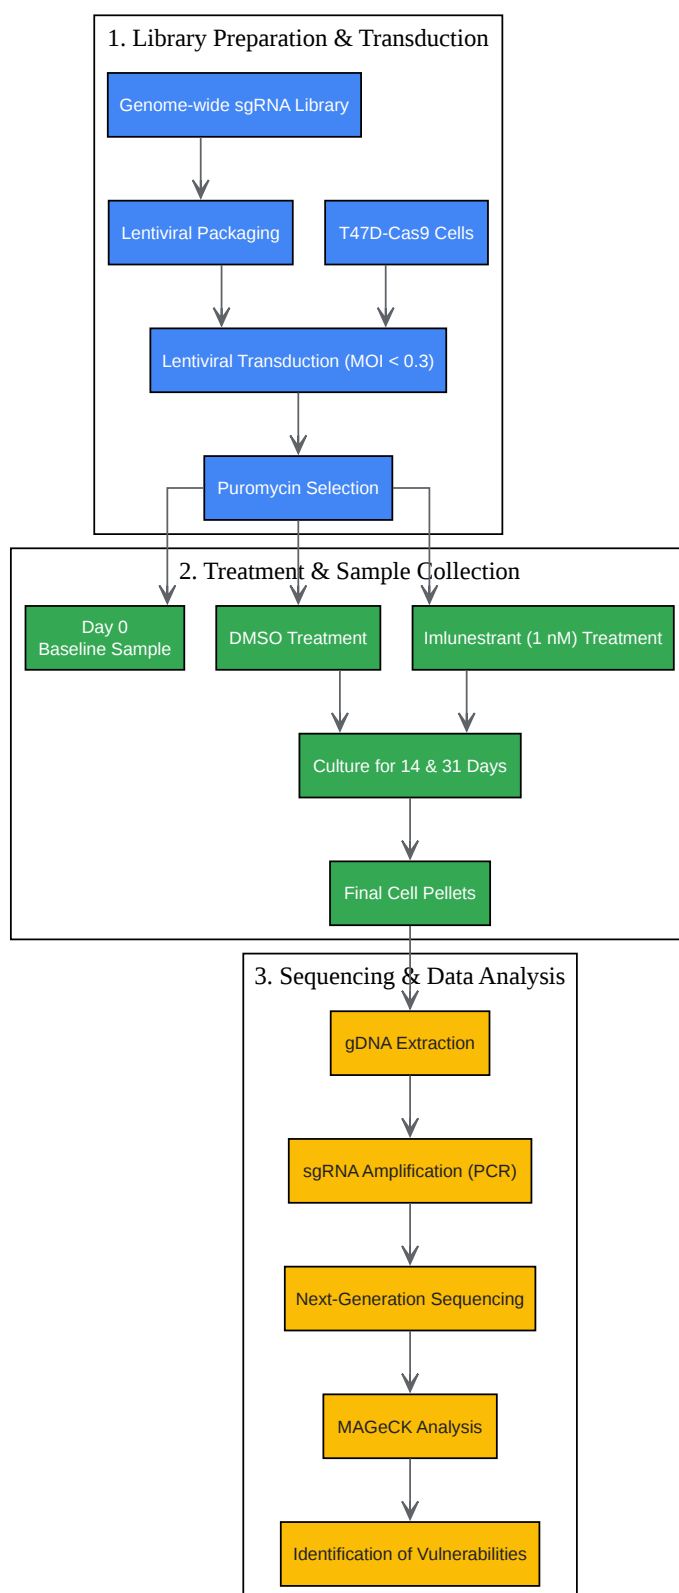 1. Library Preparation & Transduction
Genome-wide sgRNA Library
Lentiviral Packaging
T47D-Cas9 Cells
Lentiviral Transduction (MOI < 0.3)
Puromycin Selection
2. Treatment & Sample Collection
Day 0
Baseline Sample
DMSO Treatment
Imlunestrant (1 nM) Treatment
Culture for 14 & 31 Days
Final Cell Pellets
3. Sequencing & Data Analysis
gDNA Extraction
sgRNA Amplification (PCR)
Next-Generation Sequencing
MAGeCK Analysis
Identification of Vulnerabilities